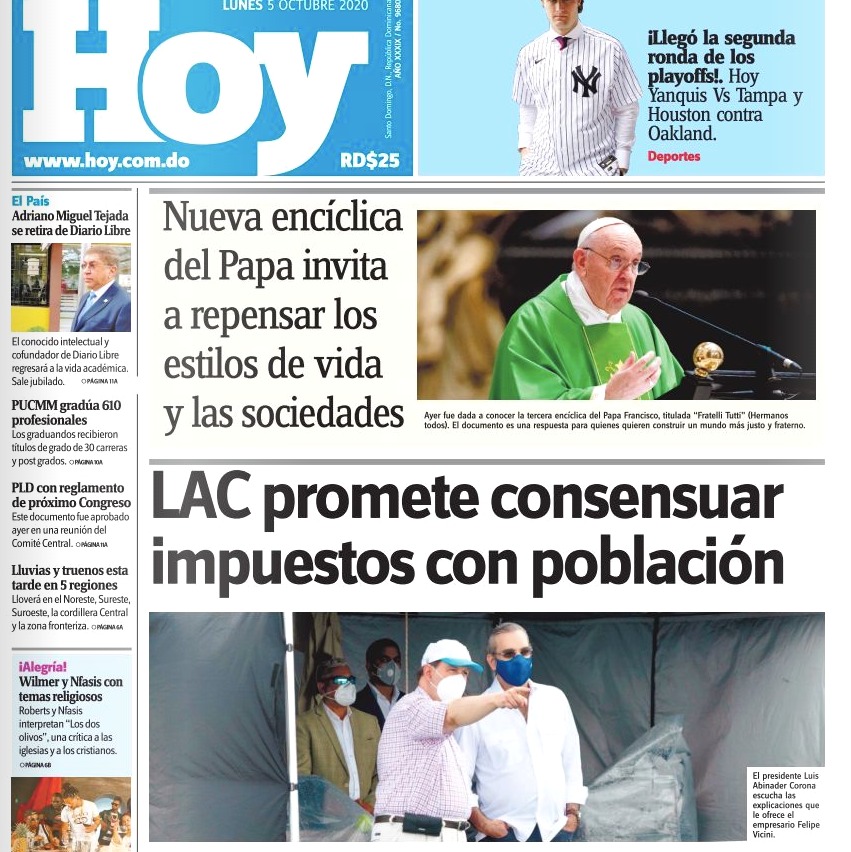 LUNES 5 OCTUBRE 2020
Hoy
Santo Domingo, D.N., República Dominicana
AÑO XXXIX / No. 9680
www.hoy.com.do
RD$25
¡Llegó la segunda
ronda de los
playoffs!. Hoy
Yanquis Vs Tampa y
Houston contra
Oakland.
Deportes
El País
Adriano Miguel Tejada
se retira de Diario Libre
El conocido intelectual y
cofundador de Diario Libre
regresará a la vida académica.
Sale jubilado. PÁGINA 11A
PUCMM gradúa 610
profesionales
Los graduandos recibieron
títulos de grado de 30 carreras
y post grados. PÁGINA 10A
PLD con reglamento
de próximo Congreso
Este documento fue aprobado
ayer en una reunión del
Comité Central. PÁGINA 11A
Lluvias y truenos esta
tarde en 5 regiones
Lloverá en el Noreste, Sureste,
Suroeste, la cordillera Central
y la zona fronteriza. PÁGINA 6A
¡Alegría!
Wilmer y Nfasis con
temas religiosos
Roberts y Nfasis
interpretan “Los dos
olivos”, una crítica a las
iglesias y a los cristianos.
PÁGINA 6B
Nueva encíclica
del Papa invita
a repensar los
estilos de vida
y las sociedades
Ayer fue dada a conocer la tercera encíclica del Papa Francisco, titulada “Fratelli Tutti” (Hermanos
todos). El documento es una respuesta para quienes quieren construir un mundo más justo y fraterno.
LAC promete consensuar
impuestos con población
El presidente Luis
Abinader Corona
escucha las
explicaciones que
le ofrece el
empresario Felipe
Vicini.